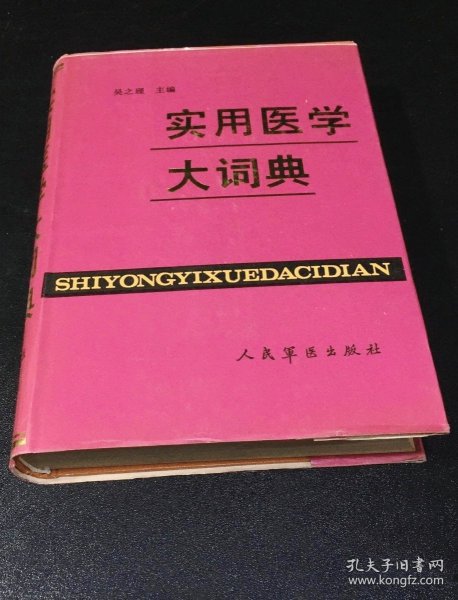 吴之理 主编
实用医学
大词典
SHIYONGYIXUEDACIDIAN
人民軍医出版社
孔夫子旧书网
www.kongfz.com